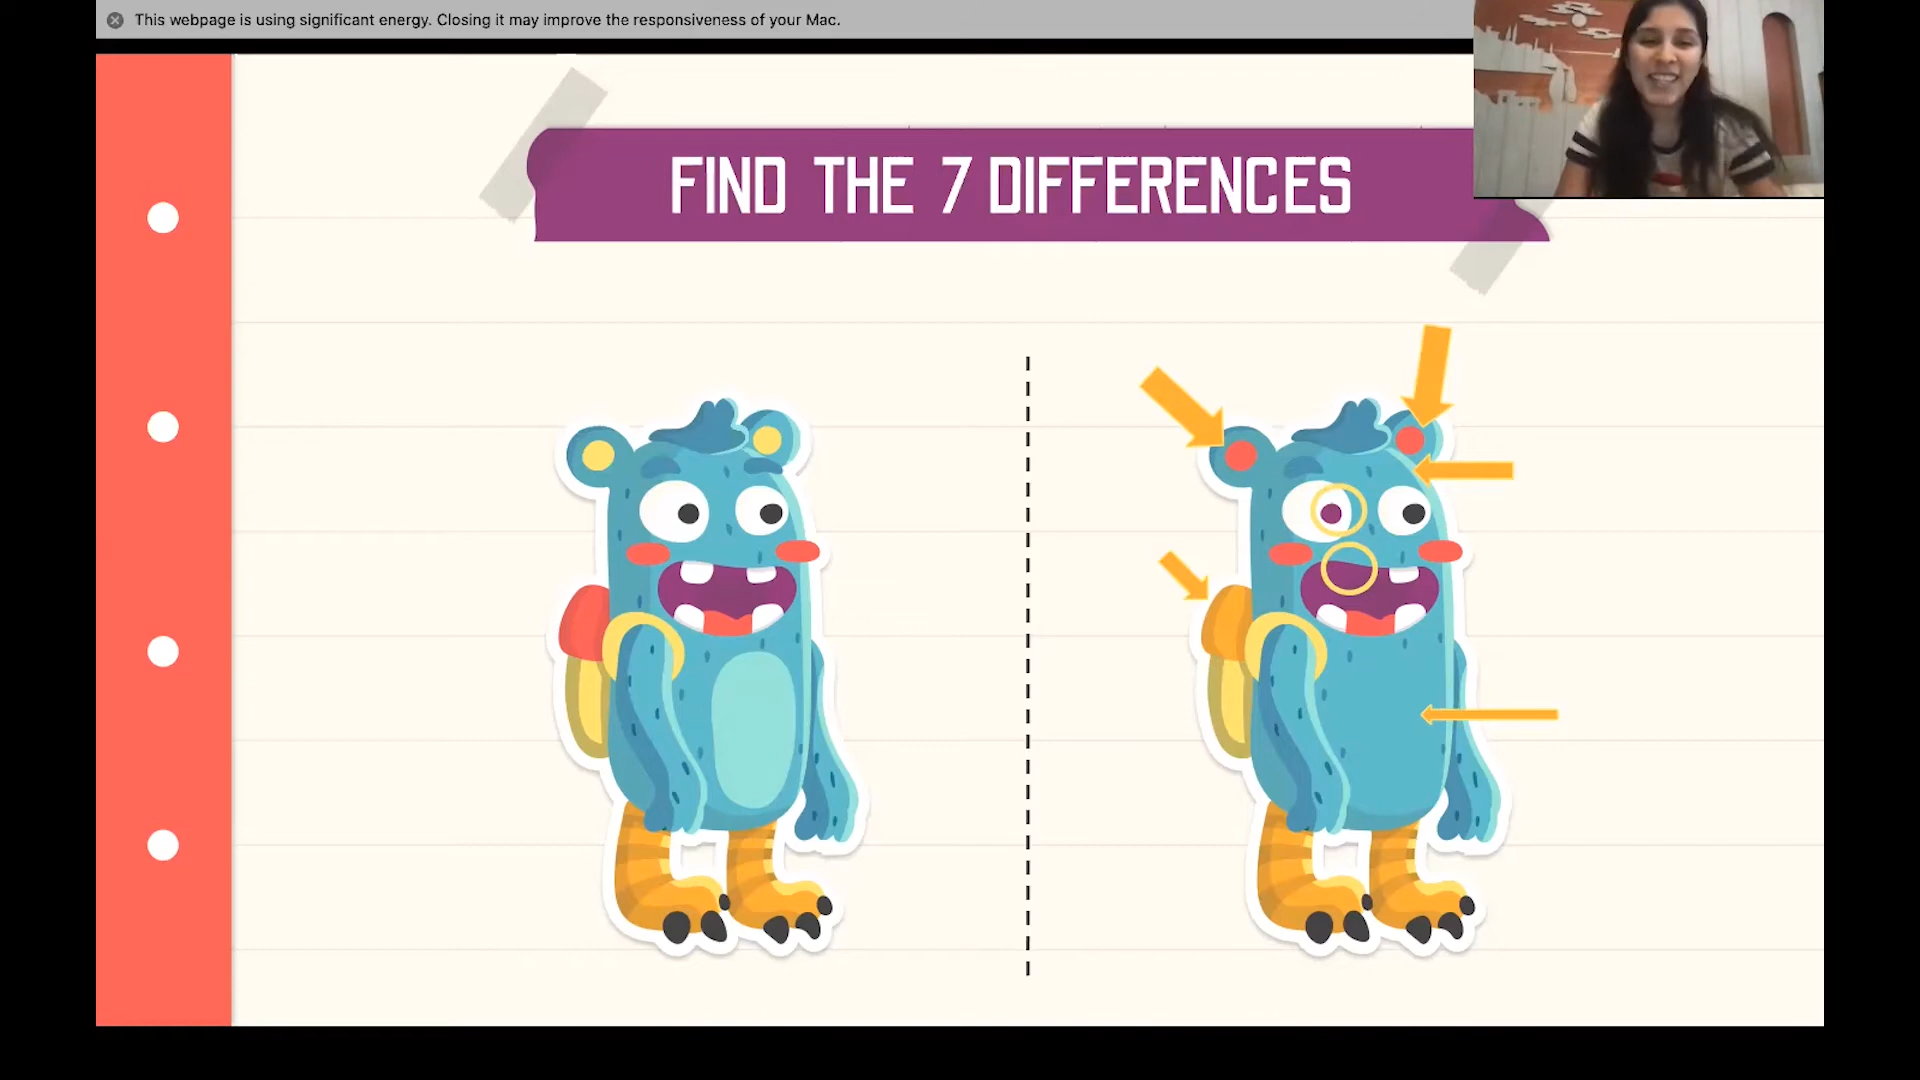 This webpage is using significant energy. Closing it may improve the responsiveness of your Mac.
FIND THE 7 DIFFERENCES